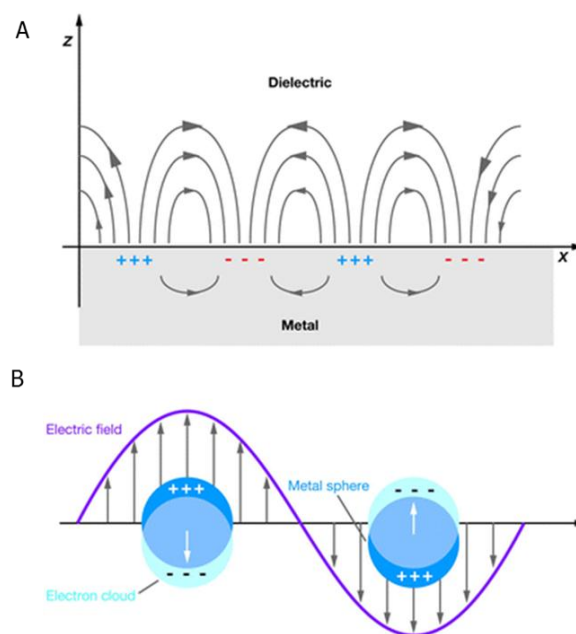 A
z
Dielectric
+++ - - - +++ - - -
x
Metal
B
Electric field
Metal sphere
- - -
+++
+++
- - -
Electron cloud